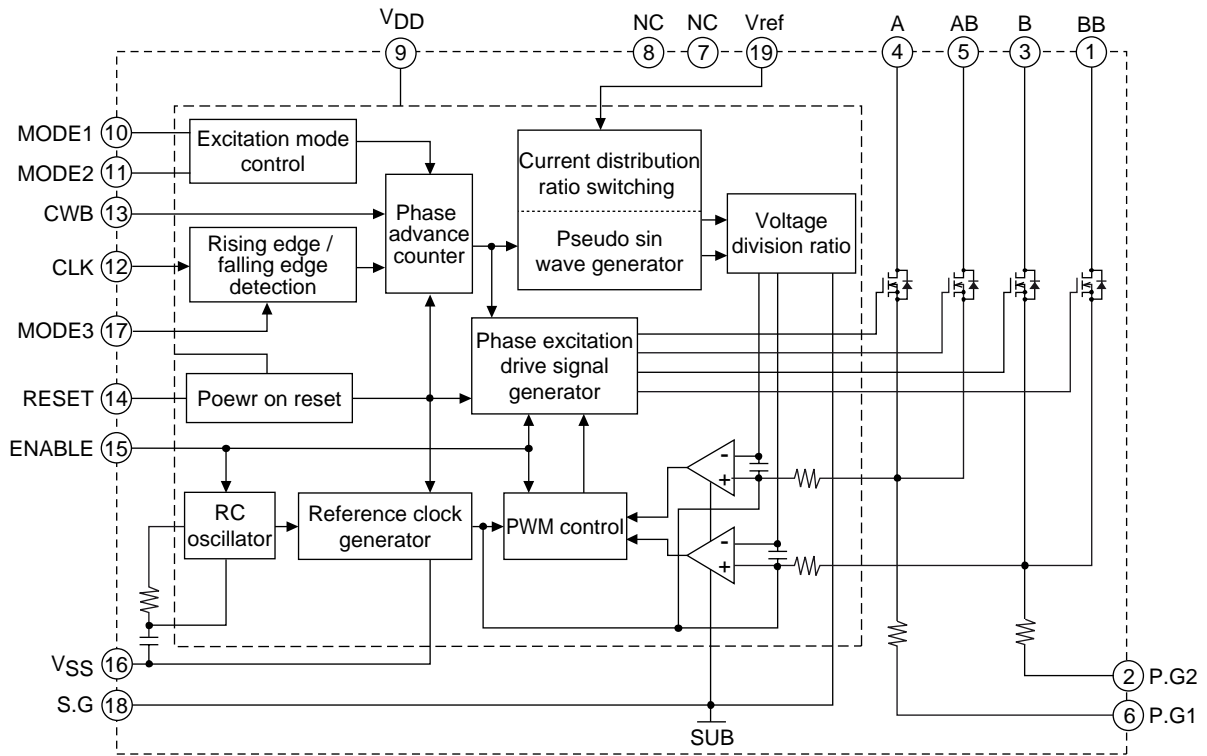 VDD
NC
NC
Vref
A
AB
B
BB
9
8
7
19
4
5
3
1
MODE1 10
MODE2 11
CWB 13
CLK 12
MODE3 17
RESET 14
ENABLE 15
VSS 16
S.G 18
Excitation mode
control
Phase
advance
counter
Rising edge /
falling edge
detection
Current distribution
ratio switching
Pseudo sin
wave generator
Voltage
division ratio
Phase excitation
drive signal
generator
Poewr on reset
RC
oscillator
Reference clock
generator
PWM control
-
+
-
+
SUB
2 P.G2
6 P.G1